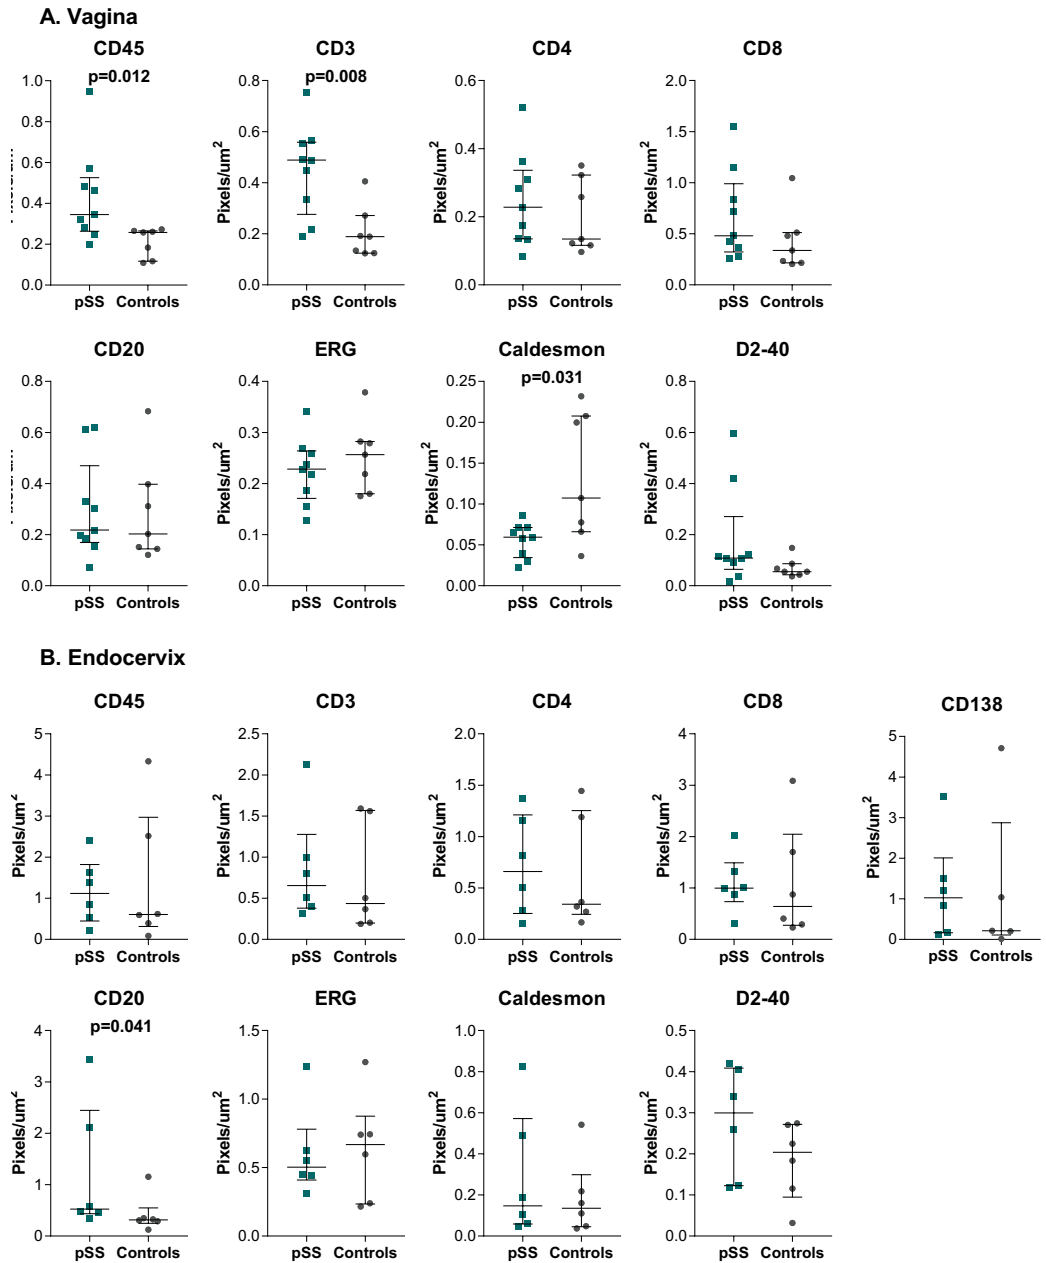 A. Vagina
CD45 CD3 CD4 CD8
p=0.012 p=0.008
1.0 0.8 0.6 2.0
0.8 0.6 0.4 1.5
0.6 0.4 0.2 1.0
0.4 0.2 0.0 0.5
0.2 0.0 0.0
0.0
Pixels/um² Pixels/um² Pixels/um²
pSS Controls pSS Controls pSS Controls pSS Controls
CD20 ERG Caldesmon D2-40
p=0.031
0.8 0.4 0.25 0.8
0.6 0.3 0.20 0.6
0.4 0.2 0.15 0.4
0.2 0.1 0.10 0.2
0.0 0.0 0.05 0.0
0.00
Pixels/um² Pixels/um² Pixels/um²
pSS Controls pSS Controls pSS Controls pSS Controls
B. Endocervix
CD45 CD3 CD4 CD8 CD138
5 2.5 2.0 4 5
4 2.0 1.5 3 4
3 1.5 1.0 2 3
2 1.0 0.5 1 2
1 0.5 0.0 0 1
0 0.0 0
Pixels/um² Pixels/um² Pixels/um² Pixels/um² Pixels/um²
pSS Controls pSS Controls pSS Controls pSS Controls pSS Controls
CD20 ERG Caldesmon D2-40
p=0.041
4 1.5 1.0 0.5
3 1.0 0.8 0.4
2 0.5 0.6 0.3
1 0.0 0.4 0.2
0 0.2 0.1
0.0 0.0
Pixels/um² Pixels/um² Pixels/um² Pixels/um²
pSS Controls pSS Controls pSS Controls pSS Controls